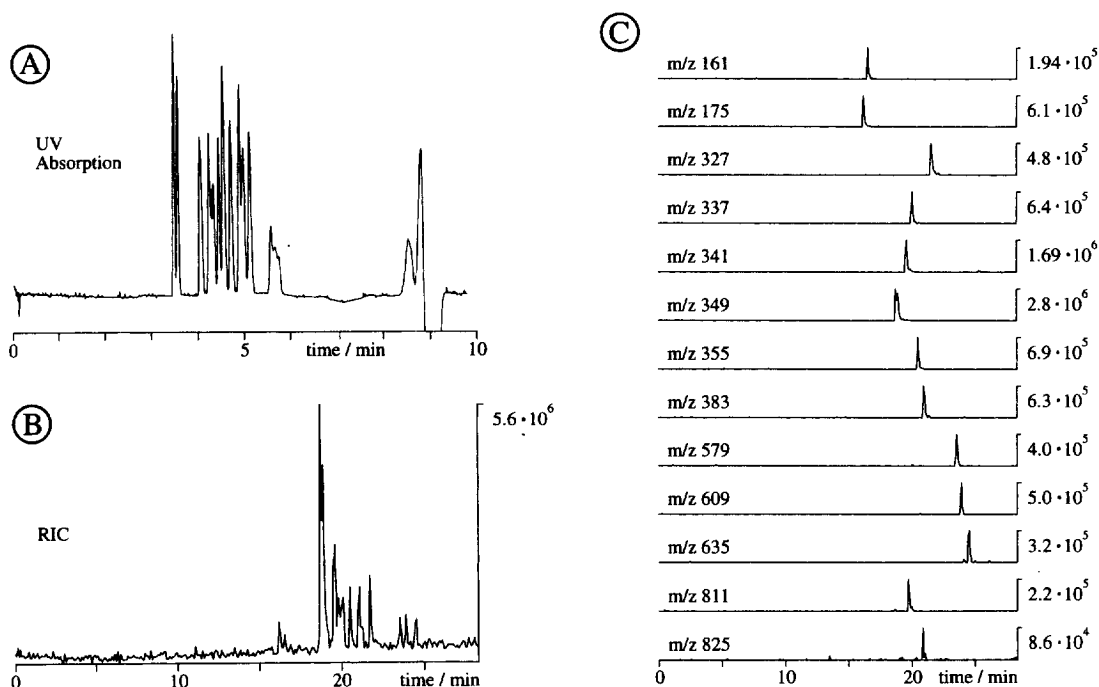 A
UV
Absorption
0
5
time / min
10
B
5.6 · 10⁶
RIC
0
10
20
time / min
C
m/z 161
1.94 · 10⁵
m/z 175
6.1 · 10⁵
m/z 327
4.8 · 10⁵
m/z 337
6.4 · 10⁵
m/z 341
1.69 · 10⁶
m/z 349
2.8 · 10⁶
m/z 355
6.9 · 10⁵
m/z 383
6.3 · 10⁵
m/z 579
4.0 · 10⁵
m/z 609
5.0 · 10⁵
m/z 635
3.2 · 10⁵
m/z 811
2.2 · 10⁵
m/z 825
8.6 · 10⁴
10
20
time / min